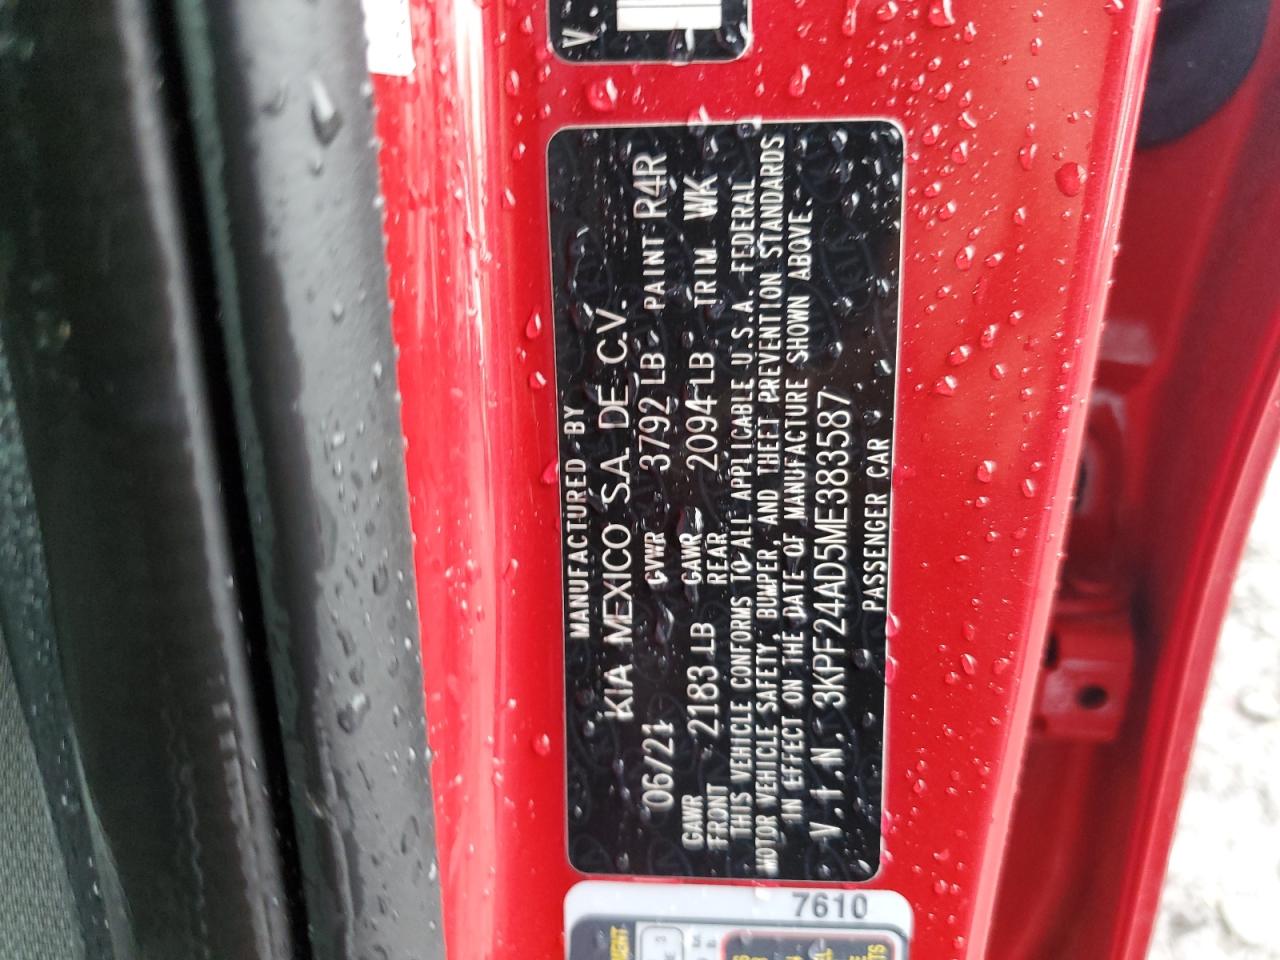 V.
MANUFACTURED BY
KIA MEXICO S.A. DE C.V.
06/21 GVWR 3792 LB PAINT R4R
GAWR FRONT 2183 LB GAWR REAR 2094 LB TRIM WK
THIS VEHICLE CONFORMS TO ALL APPLICABLE U.S.A. FEDERAL
MOTOR VEHICLE SAFETY, BUMPER, AND THEFT PREVENTION STANDARDS
IN EFFECT ON THE DATE OF MANUFACTURE SHOWN ABOVE.
V.I.N. 3KPF24AD5ME383587
PASSENGER CAR
7610